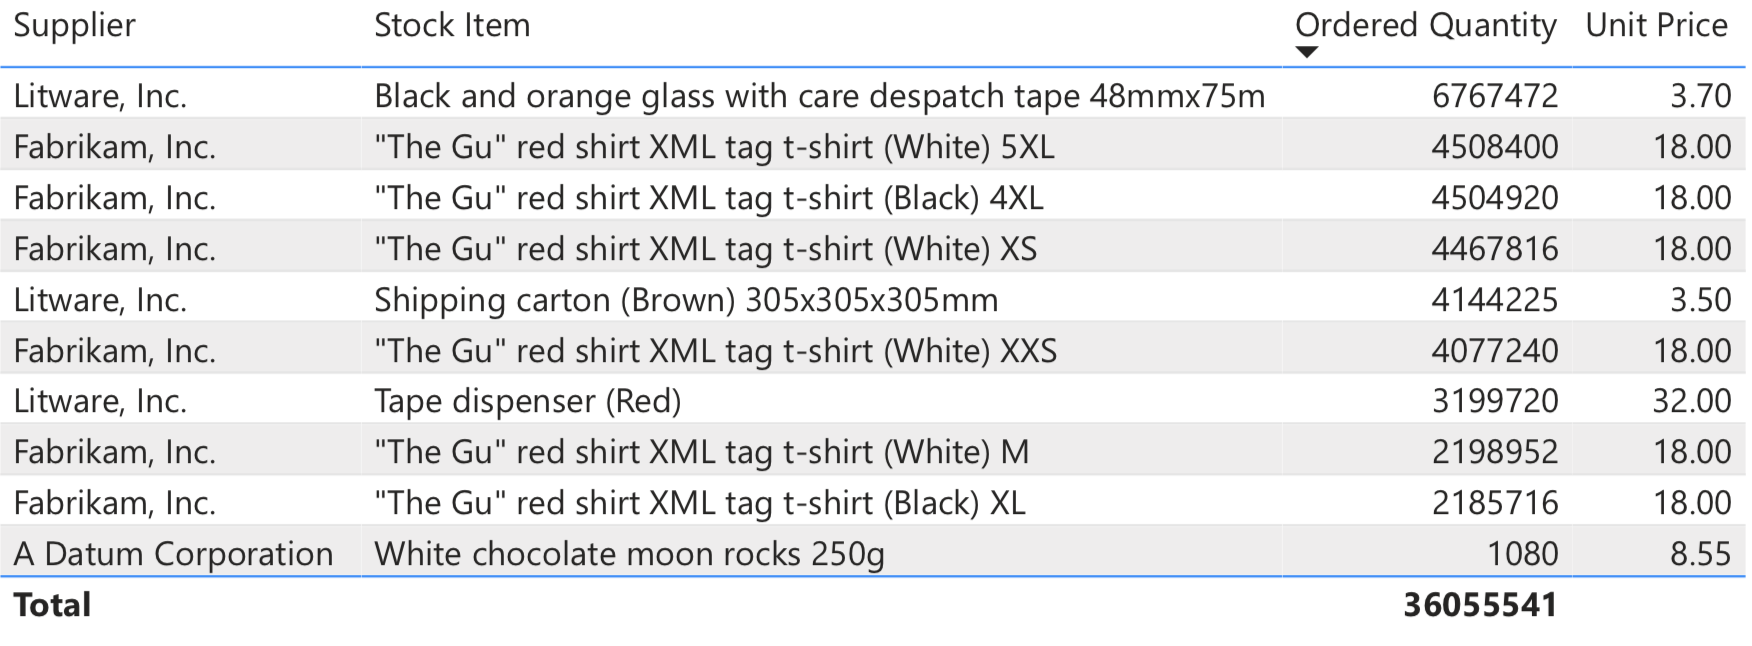 Supplier Stock Item Ordered Quantity Unit Price
Litware, Inc. Black and orange glass with care despatch tape 48mmx75m 6767472 3.70
Fabrikam, Inc. "The Gu" red shirt XML tag t-shirt (White) 5XL 4508400 18.00
Fabrikam, Inc. "The Gu" red shirt XML tag t-shirt (Black) 4XL 4504920 18.00
Fabrikam, Inc. "The Gu" red shirt XML tag t-shirt (White) XS 4467816 18.00
Litware, Inc. Shipping carton (Brown) 305x305x305mm 4144225 3.50
Fabrikam, Inc. "The Gu" red shirt XML tag t-shirt (White) XXS 4077240 18.00
Litware, Inc. Tape dispenser (Red) 3199720 32.00
Fabrikam, Inc. "The Gu" red shirt XML tag t-shirt (White) M 2198952 18.00
Fabrikam, Inc. "The Gu" red shirt XML tag t-shirt (Black) XL 2185716 18.00
A Datum Corporation White chocolate moon rocks 250g 1080 8.55
Total 36055541